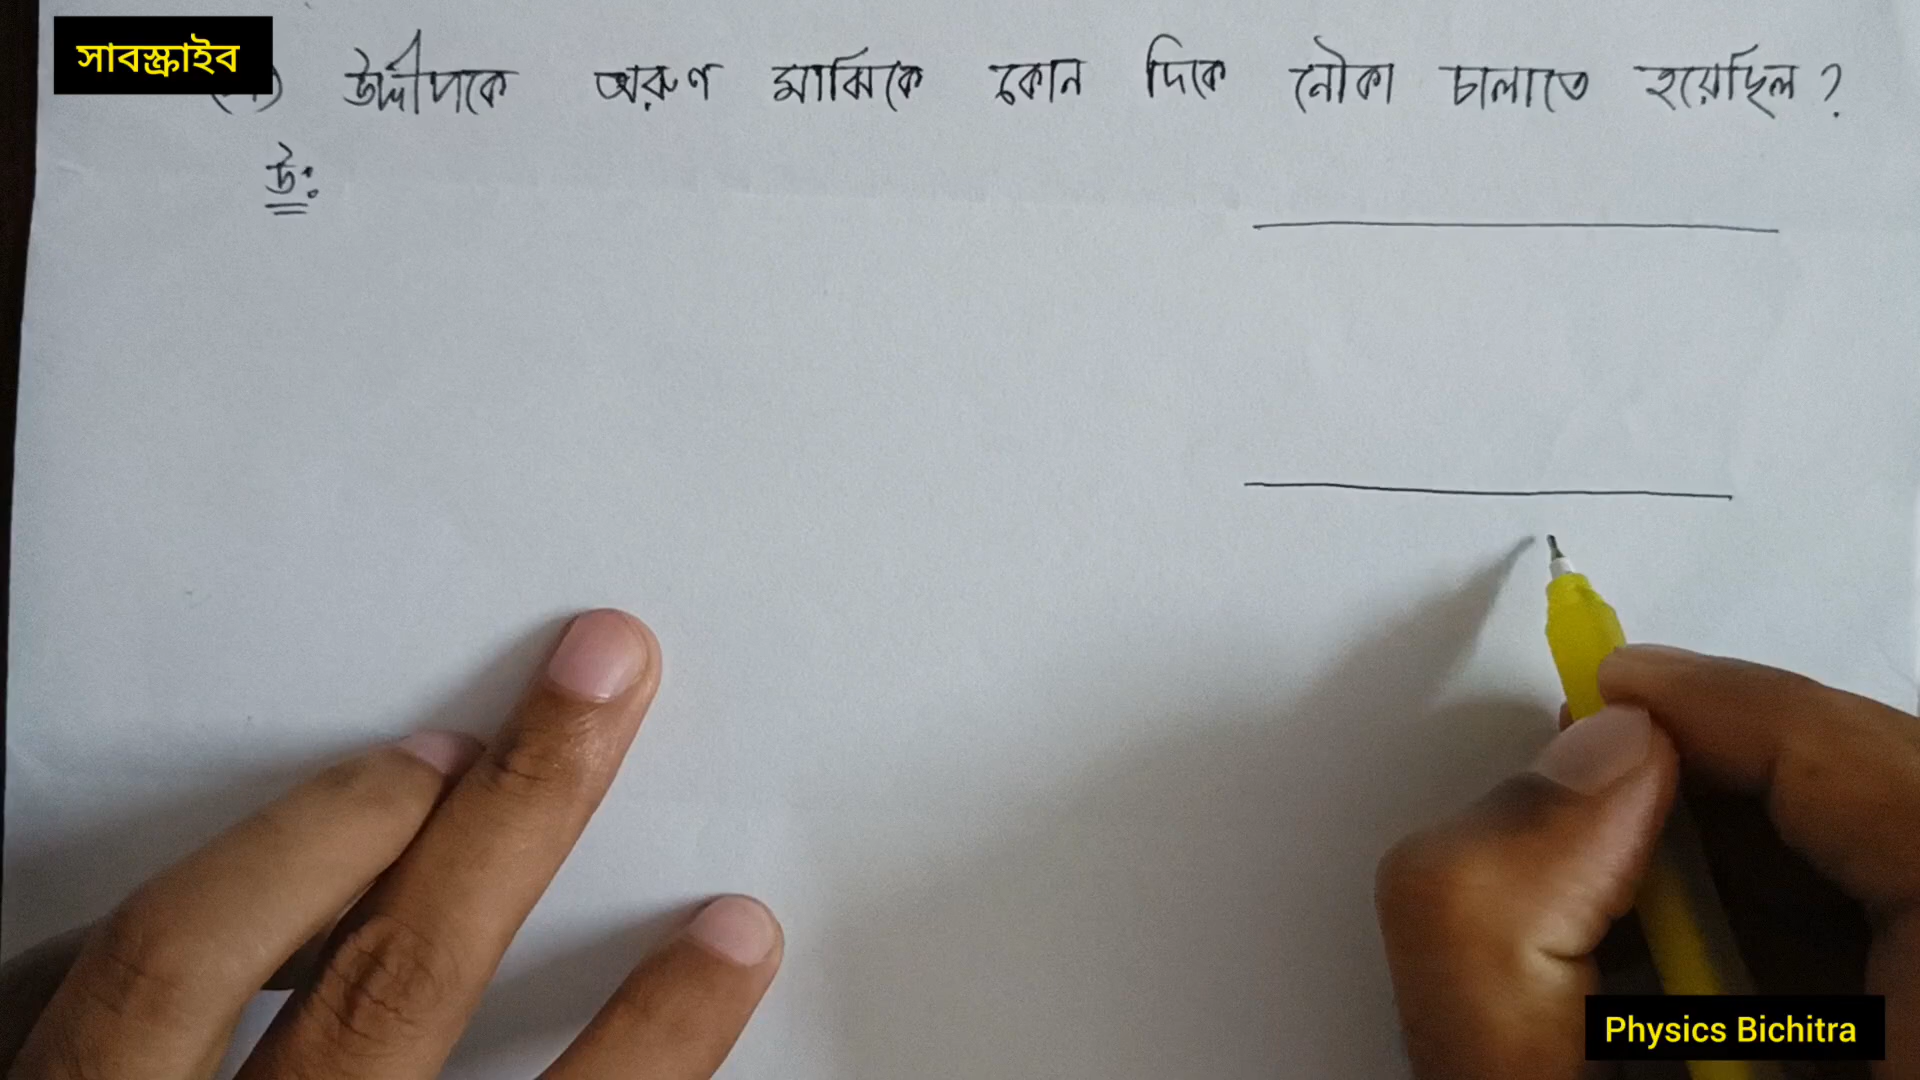 সাবস্ক্রাইব
উদ্দীপকে অরুণ মাঝিকে কোন দিকে নৌকা চালাতে হয়েছিল ?
উঃ
Physics Bichitra